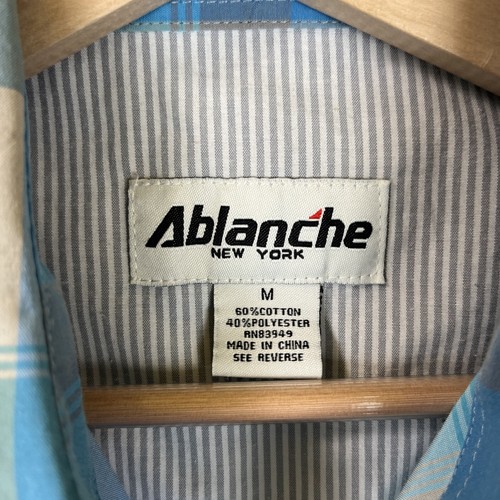 Ablanche
NEW YORK
M
60%COTTON
40%POLYESTER
RN83949
MADE IN CHINA
SEE REVERSE